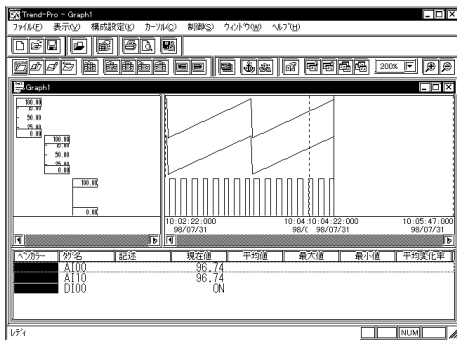 Trend-Pro - Graph1
ファイル(F) 表示(V) 構成設定(K) カーソル(C) 制御(S) ウィンドウ(W) ヘルプ(H)
200%
Graph1
100.00
75.00
50.00
25.00
0.00
100.00
75.00
50.00
25.00
0.00
100.00
0.00
10:02:22:000 10:04:10:04:22:000 10:05:47:000
98/07/31 98/( 98/07/31 98/07/31
ペンカラー タグ名 記述 現在値 平均値 最大値 最小値 平均変化率
AI00 96.74
AI10 96.74
DI00 ON
レディ NUM